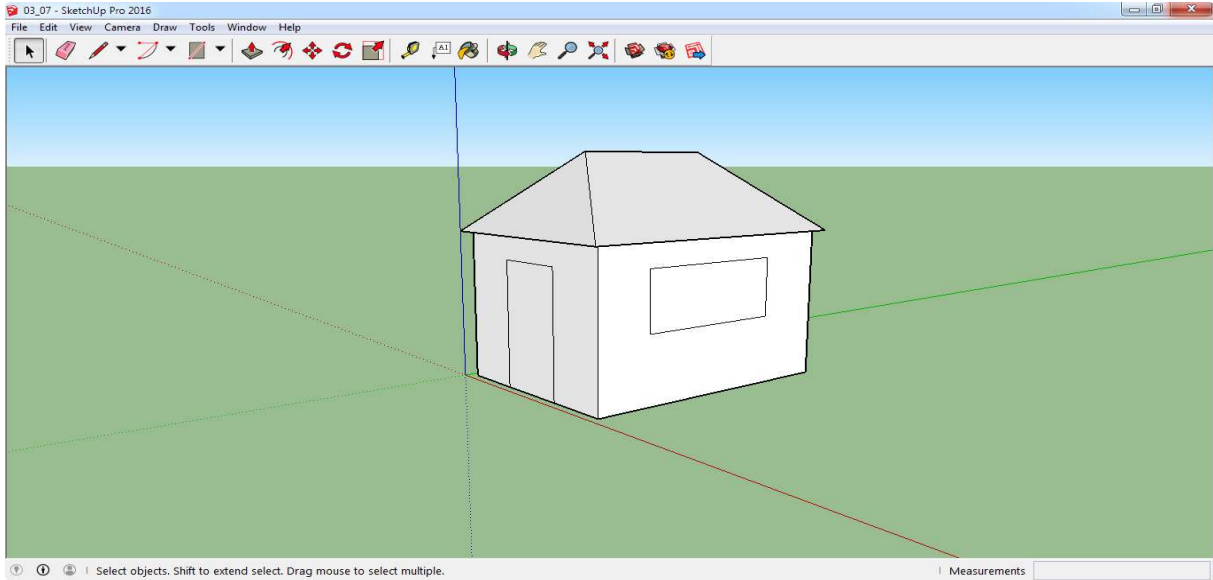 03_07 - SketchUp Pro 2016
File Edit View Camera Draw Tools Window Help
A1
Select objects. Shift to extend select. Drag mouse to select multiple.
Measurements